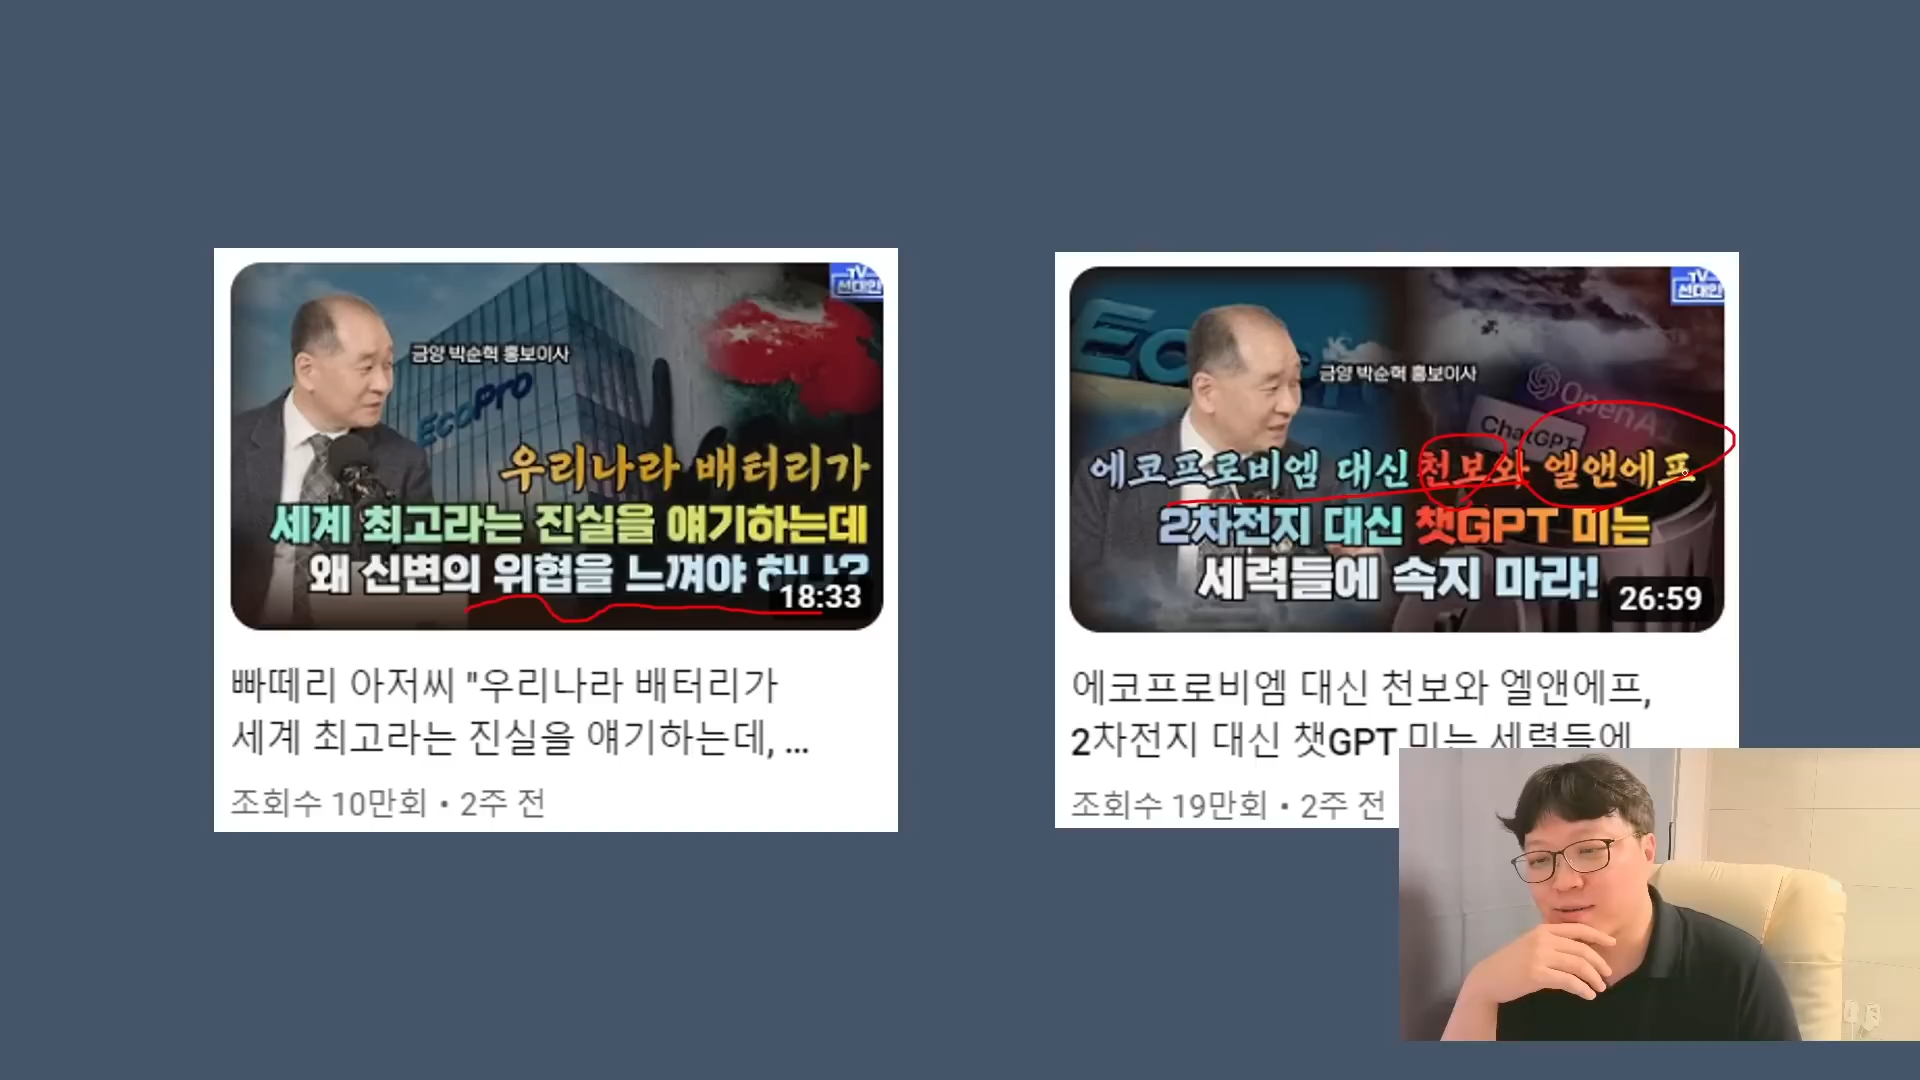 TV
선대인
금양 박순혁 홍보이사
EcoPro
우리나라 배터리가
세계 최고라는 진실을 얘기하는데
왜 신변의 위협을 느껴야 하나?
18:33
빠떼리 아저씨 "우리나라 배터리가
세계 최고라는 진실을 얘기하는데, ...
조회수 10만회 • 2주 전
TV
선대인
금양 박순혁 홍보이사
OpenAI
ChatGPT
에코프로비엠 대신 천보와 엘앤에프
2차전지 대신 챗GPT 미는
세력들에 속지 마라!
26:59
에코프로비엠 대신 천보와 엘앤에프,
2차전지 대신 챗GPT 미는 세력들에
조회수 19만회 • 2주 전